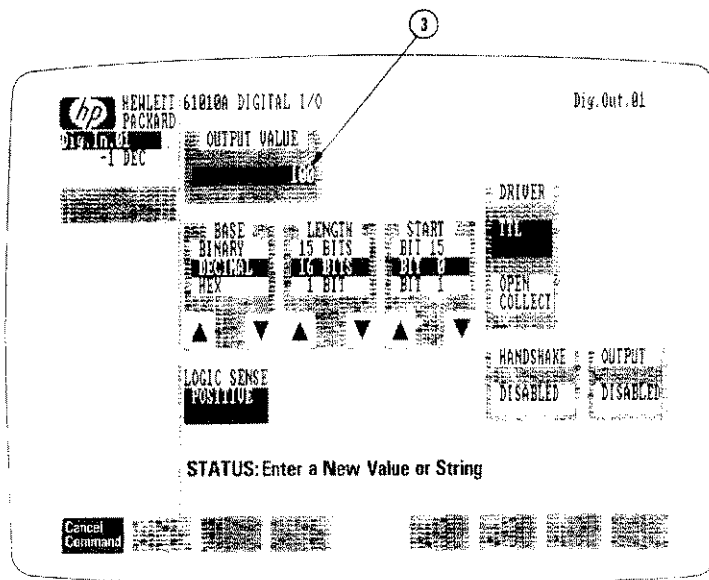 3
hp HEWLETT PACKARD 61010A DIGITAL I/O
Dig.Out.01
Dig.In.01
-1 DEC
OUTPUT VALUE
100
DRIVER
TTL
OPEN COLLECT
BASE
BINARY
DECIMAL
HEX
LENGTH
15 BITS
16 BITS
1 BIT
START
BIT 15
BIT 0
BIT 1
HANDSHAKE
DISABLED
OUTPUT
DISABLED
LOGIC SENSE
POSITIVE
STATUS: Enter a New Value or String
Cancel
Command